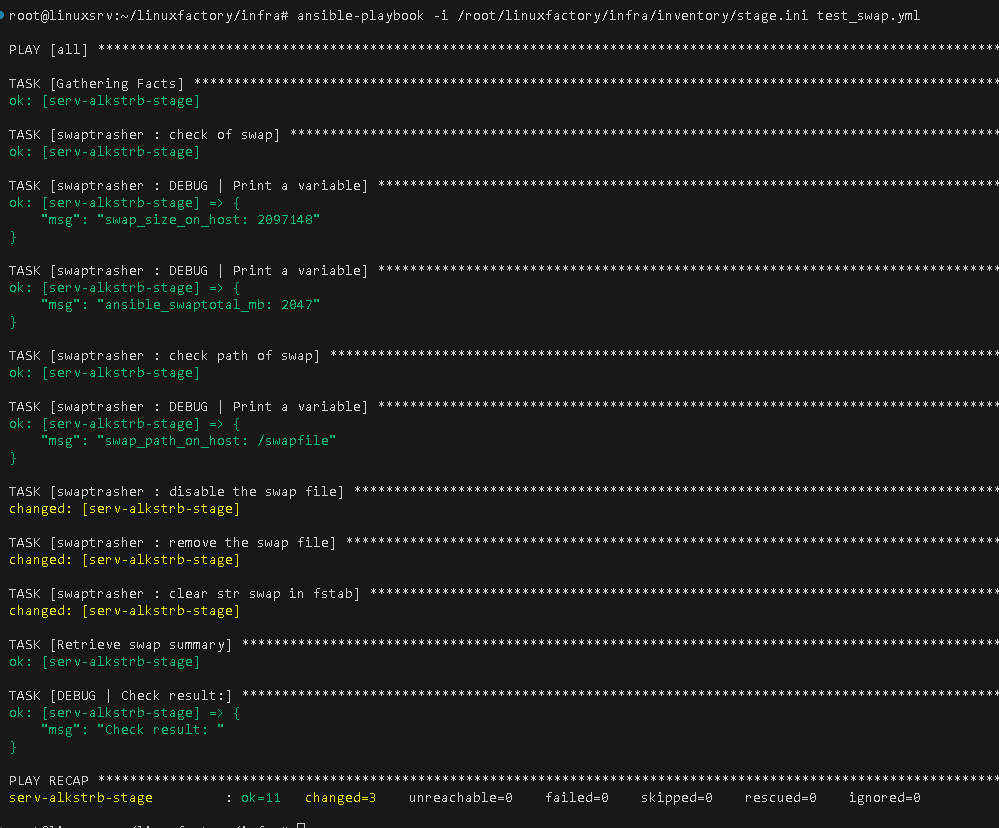 root@linuxsrv:~/linuxfactory/infra# ansible-playbook -i /root/linuxfactory/infra/inventory/stage.ini test_swap.yml
PLAY [all] ****************************************************************************************************************
TASK [Gathering Facts] ****************************************************************************************************
ok: [serv-alkstrb-stage]
TASK [swaptrasher : check of swap] ****************************************************************************************
ok: [serv-alkstrb-stage]
TASK [swaptrasher : DEBUG | Print a variable] *****************************************************************************
ok: [serv-alkstrb-stage] => {
    "msg": "swap_size_on_host: 2097148"
}
TASK [swaptrasher : DEBUG | Print a variable] *****************************************************************************
ok: [serv-alkstrb-stage] => {
    "msg": "ansible_swaptotal_mb: 2047"
}
TASK [swaptrasher : check path of swap] ***********************************************************************************
ok: [serv-alkstrb-stage]
TASK [swaptrasher : DEBUG | Print a variable] *****************************************************************************
ok: [serv-alkstrb-stage] => {
    "msg": "swap_path_on_host: /swapfile"
}
TASK [swaptrasher : disable the swap file] ********************************************************************************
changed: [serv-alkstrb-stage]
TASK [swaptrasher : remove the swap file] *********************************************************************************
changed: [serv-alkstrb-stage]
TASK [swaptrasher : clear str swap in fstab] ******************************************************************************
changed: [serv-alkstrb-stage]
TASK [Retrieve swap summary] **********************************************************************************************
ok: [serv-alkstrb-stage]
TASK [DEBUG | Check result:] **********************************************************************************************
ok: [serv-alkstrb-stage] => {
    "msg": "Check result: "
}
PLAY RECAP ****************************************************************************************************************
serv-alkstrb-stage         : ok=11   changed=3    unreachable=0    failed=0    skipped=0    rescued=0    ignored=0